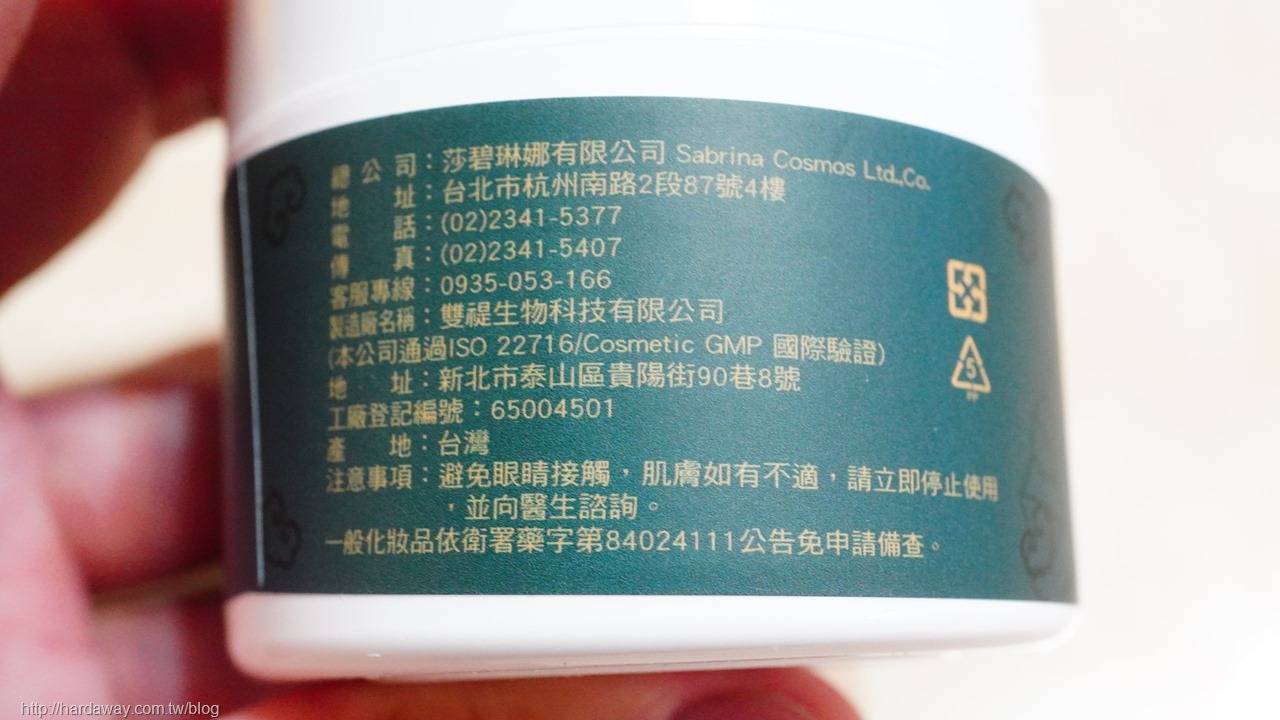 總公司：莎碧琳娜有限公司 Sabrina Cosmos Ltd.,Co.
地址：台北市杭州南路2段87號4樓
電話：(02)2341-5377
傳真：(02)2341-5407
客服專線：0935-053-166
製造廠名稱：雙禔生物科技有限公司
(本公司通過ISO 22716/Cosmetic GMP 國際驗證)
地址：新北市泰山區貴陽街90巷8號
工廠登記編號：65004501
產地：台灣
注意事項：避免眼睛接觸，肌膚如有不適，請立即停止使用
，並向醫生諮詢。
一般化妝品依衛署藥字第84024111公告免申請備查。
5
PP
http://hardaway.com.tw/blog